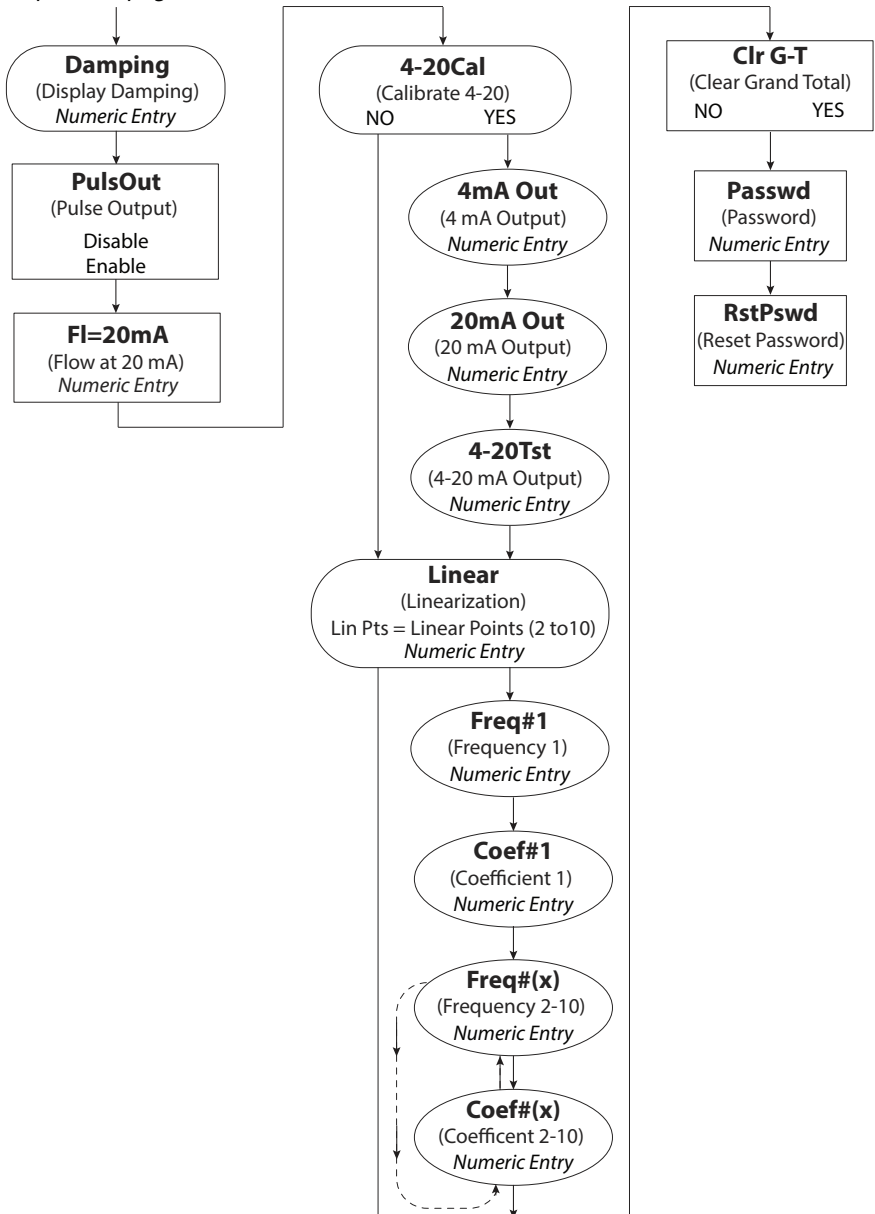 Damping
(Display Damping)
Numeric Entry
PulsOut
(Pulse Output)
Disable
Enable
Fl=20mA
(Flow at 20 mA)
Numeric Entry
4-20Cal
(Calibrate 4-20)
NO YES
4mA Out
(4 mA Output)
Numeric Entry
20mA Out
(20 mA Output)
Numeric Entry
4-20Tst
(4-20 mA Output)
Numeric Entry
Linear
(Linearization)
Lin Pts = Linear Points (2 to10)
Numeric Entry
Freq#1
(Frequency 1)
Numeric Entry
Coef#1
(Coefficient 1)
Numeric Entry
Freq#(x)
(Frequency 2-10)
Numeric Entry
Coef#(x)
(Coefficent 2-10)
Numeric Entry
Clr G-T
(Clear Grand Total)
NO YES
Passwd
(Password)
Numeric Entry
RstPswd
(Reset Password)
Numeric Entry